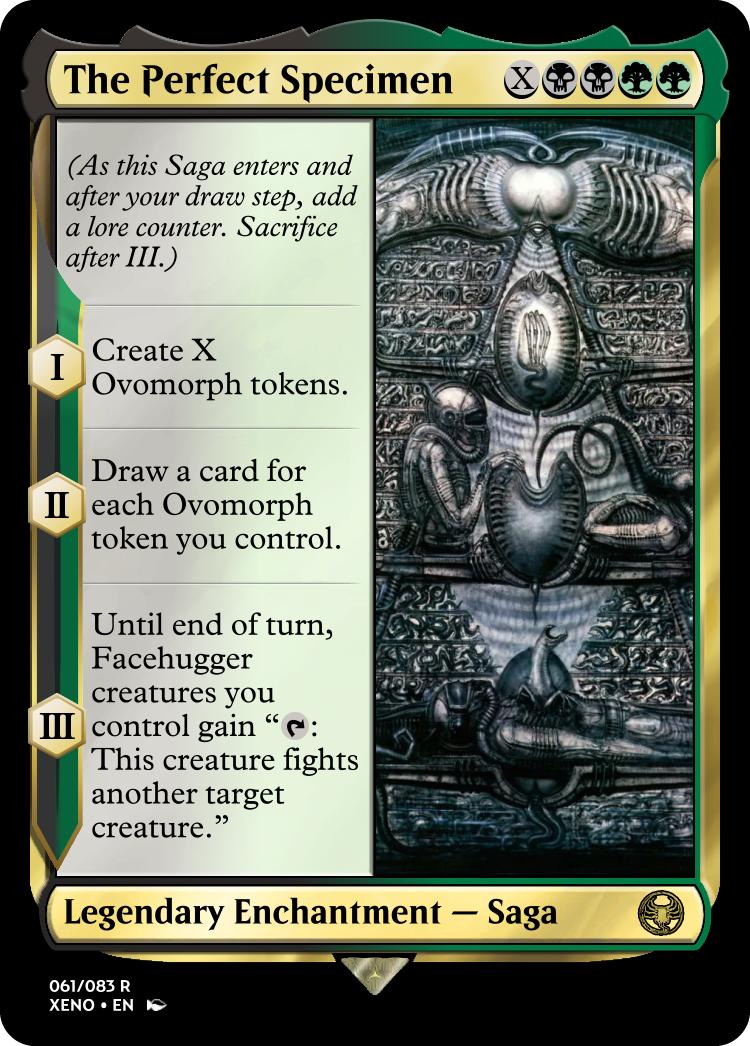 The Perfect Specimen X
(As this Saga enters and
after your draw step, add
a lore counter. Sacrifice
after III.)
I
Create X
Ovomorph tokens.
II
Draw a card for
each Ovomorph
token you control.
III
Until end of turn,
Facehugger
creatures you
control gain “ :
This creature fights
another target
creature.”
Legendary Enchantment — Saga
061/083 R
XENO • EN